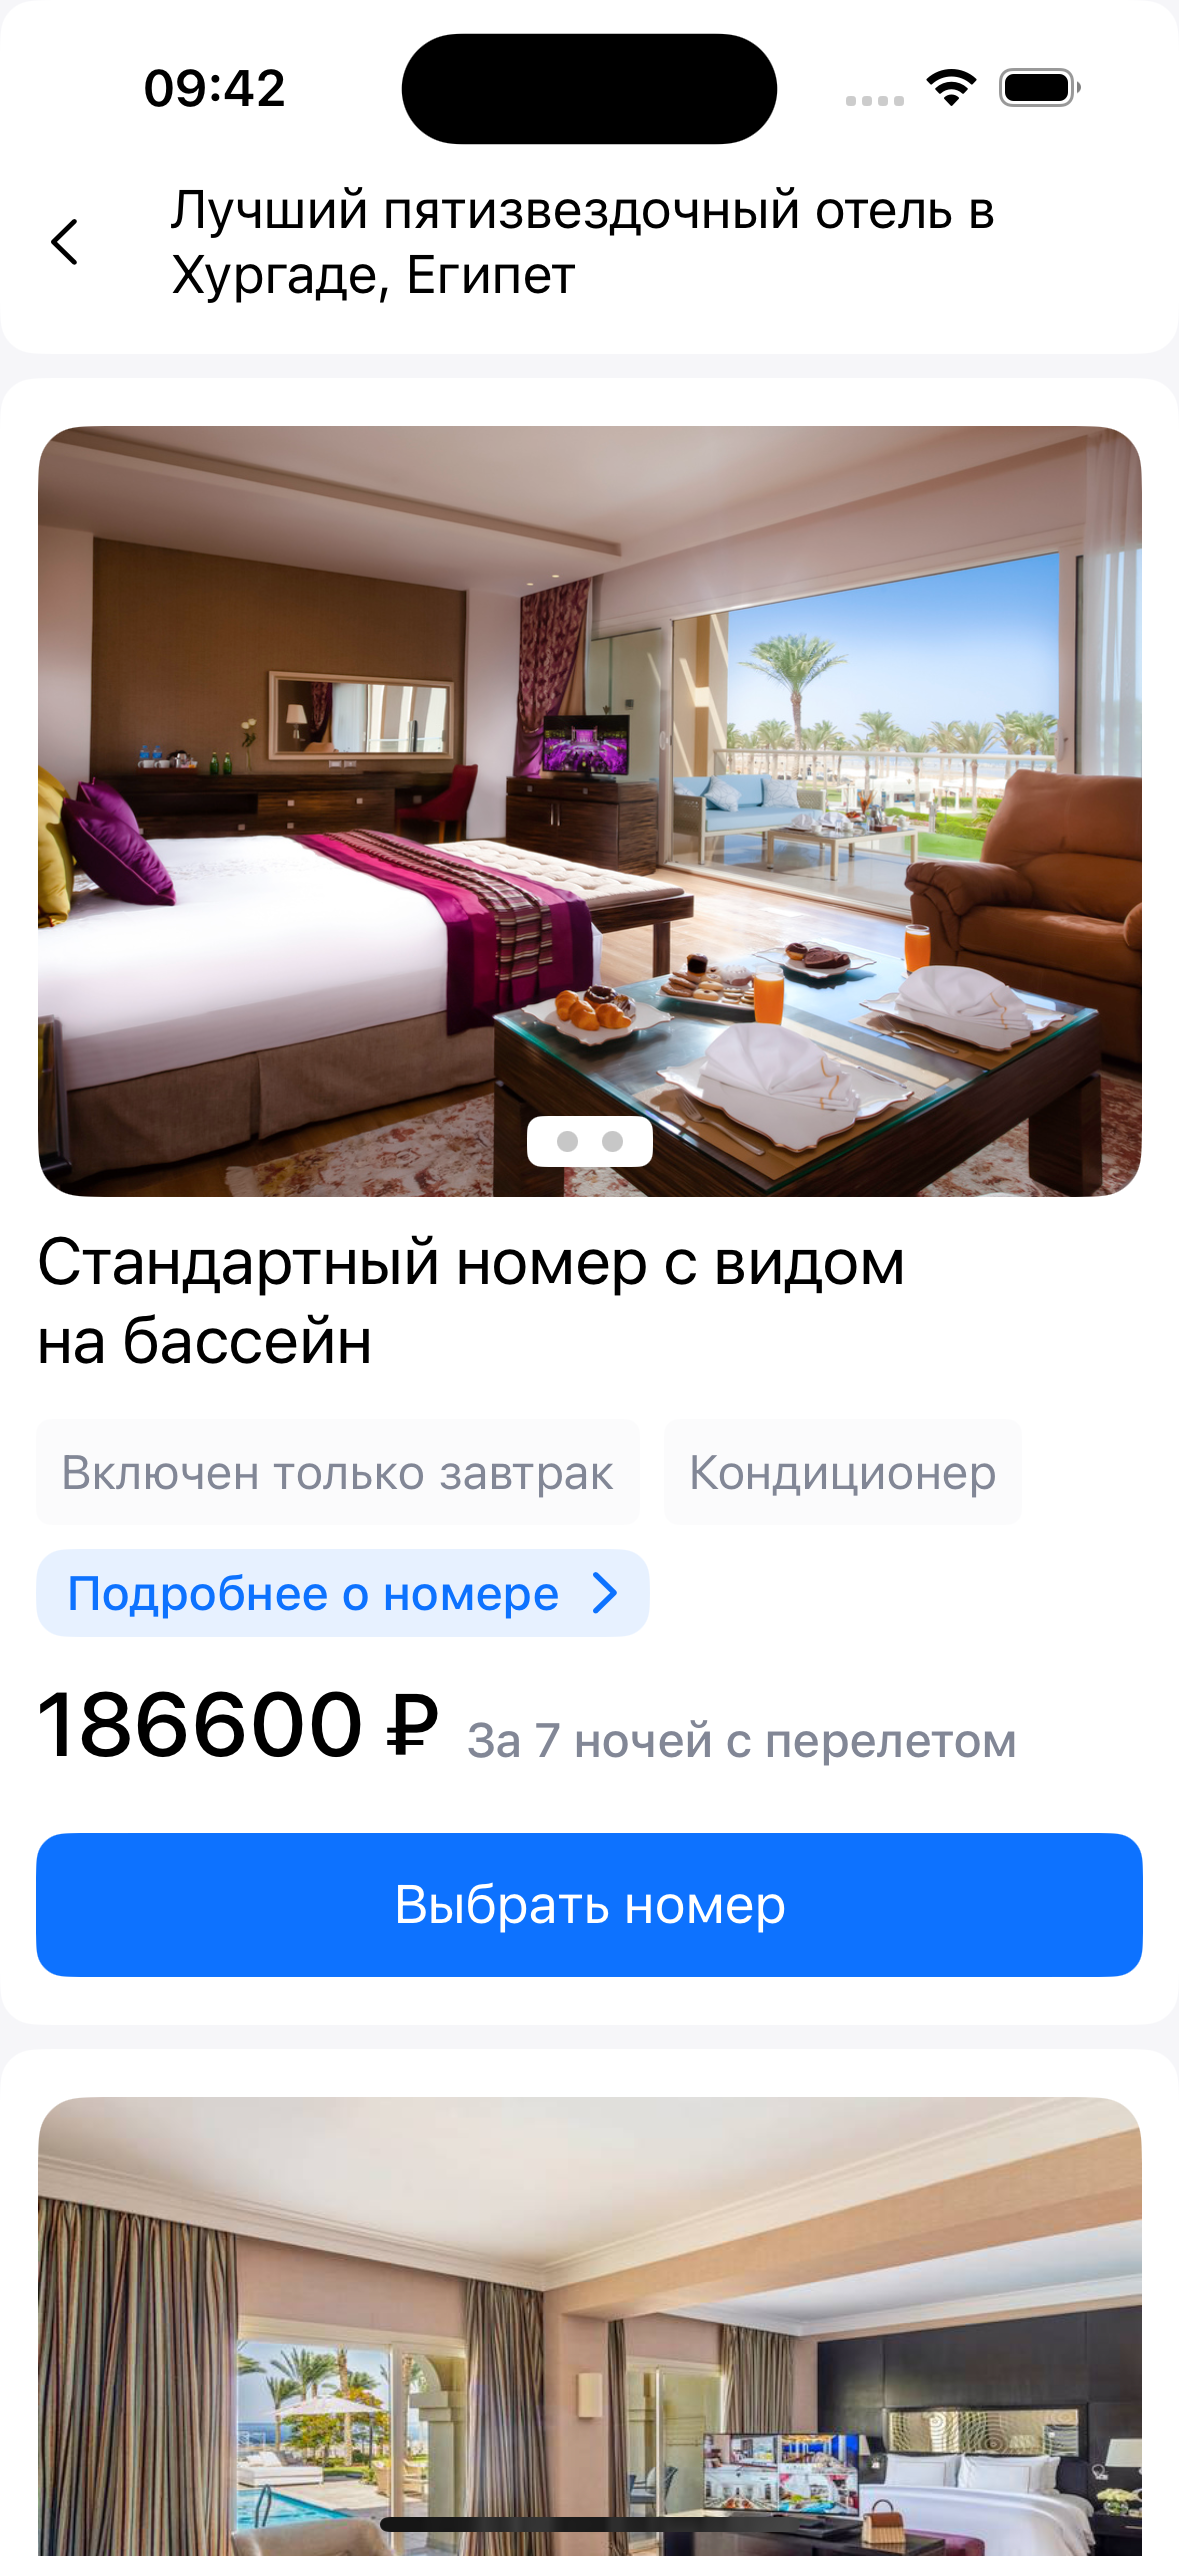 09:42
Лучший пятизвездочный отель в
Хургаде, Египет
Стандартный номер с видом
на бассейн
Включен только завтрак
Кондиционер
Подробнее о номере
186600 ₽ За 7 ночей с перелетом
Выбрать номер